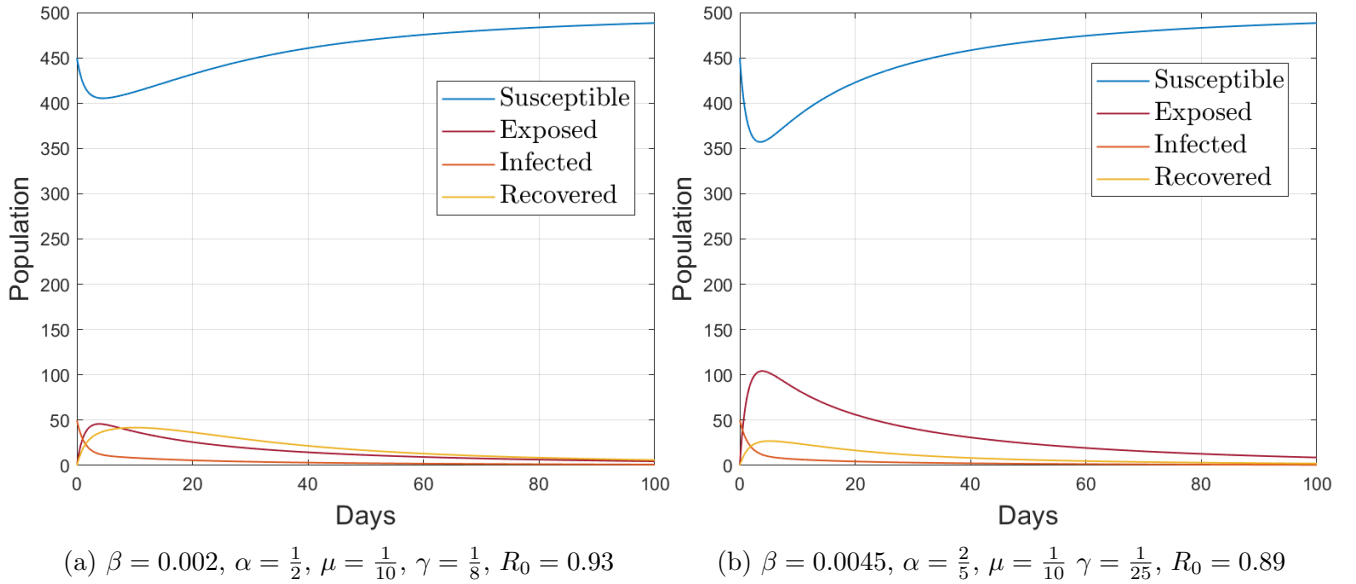 500
450
400
350
300
250
200
150
100
50
0
Population
Susceptible
Exposed
Infected
Recovered
0 20 40 60 80 100
Days
(a) β = 0.002, α = 1/2, μ = 1/10, γ = 1/8, R₀ = 0.93
500
450
400
350
300
250
200
150
100
50
0
Population
Susceptible
Exposed
Infected
Recovered
0 20 40 60 80 100
Days
(b) β = 0.0045, α = 2/5, μ = 1/10 γ = 1/25, R₀ = 0.89